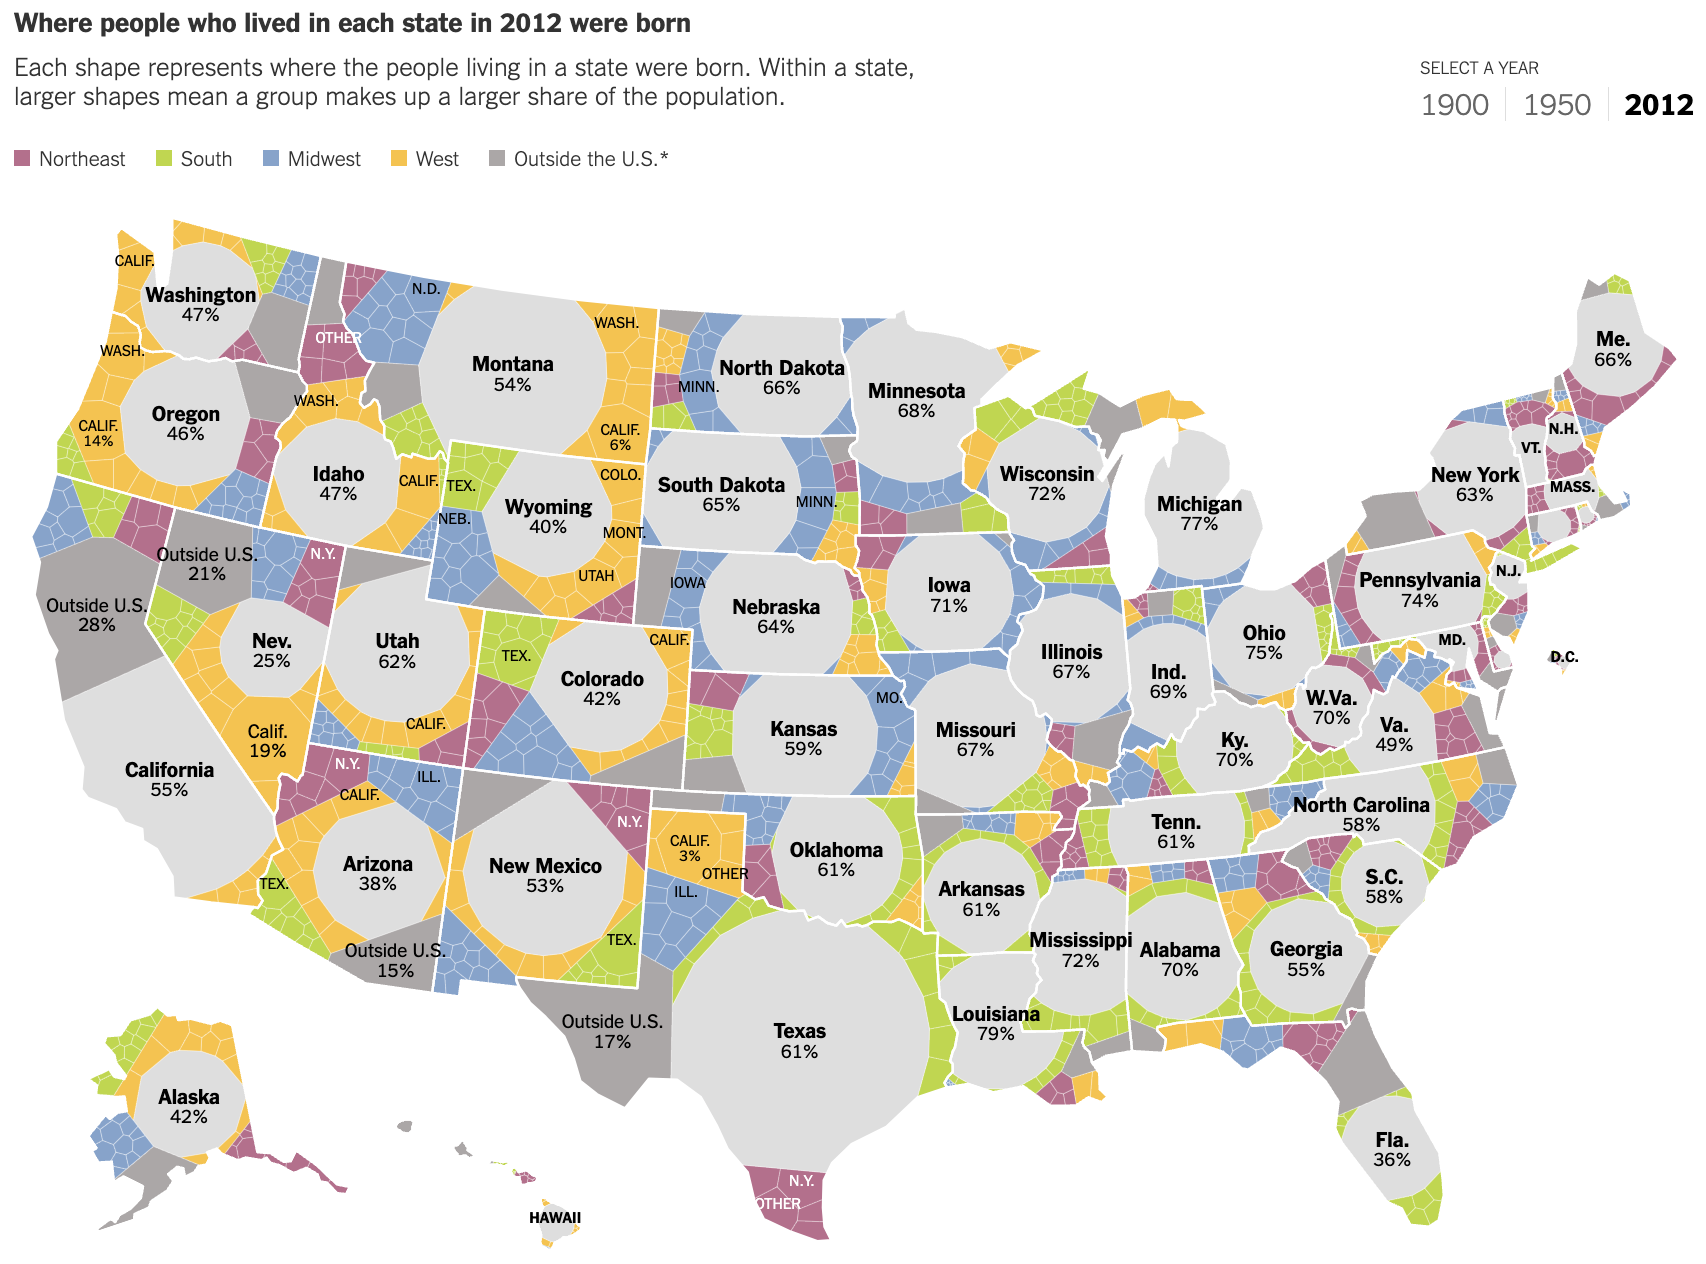 Where people who lived in each state in 2012 were born
Each shape represents where the people living in a state were born. Within a state,
larger shapes mean a group makes up a larger share of the population.
SELECT A YEAR
1900 1950 2012
Northeast South Midwest West Outside the U.S.*
CALIF.
Washington
47%
WASH.
Oregon
46%
CALIF.
14%
OTHER
WASH.
Idaho
47%
CALIF.
N.D.
Montana
54%
WASH.
CALIF.
6%
MINN.
North Dakota
66%
Minnesota
68%
Wisconsin
72%
Michigan
77%
Me.
66%
N.H.
VT.
MASS.
New York
63%
TEX.
NEB.
Wyoming
40%
COLO.
MONT.
UTAH
South Dakota
65%
MINN.
Outside U.S.
28%
California
55%
Outside U.S.
21%
N.Y.
Nev.
25%
Calif.
19%
Utah
62%
CALIF.
TEX.
Colorado
42%
CALIF.
IOWA
Nebraska
64%
Iowa
71%
Illinois
67%
Ind.
69%
Ohio
75%
Pennsylvania
74%
N.J.
MD.
D.C.
W.Va.
70%
Va.
49%
Kansas
59%
MO.
Missouri
67%
Ky.
70%
N.Y.
CALIF.
ILL.
Arizona
38%
TEX.
Outside U.S.
15%
N.Y.
New Mexico
53%
TEX.
CALIF.
3%
OTHER
ILL.
Oklahoma
61%
Arkansas
61%
Tenn.
61%
North Carolina
58%
S.C.
58%
Mississippi
72%
Alabama
70%
Georgia
55%
Outside U.S.
17%
Texas
61%
N.Y.
OTHER
Louisiana
79%
Fla.
36%
Alaska
42%
HAWAII